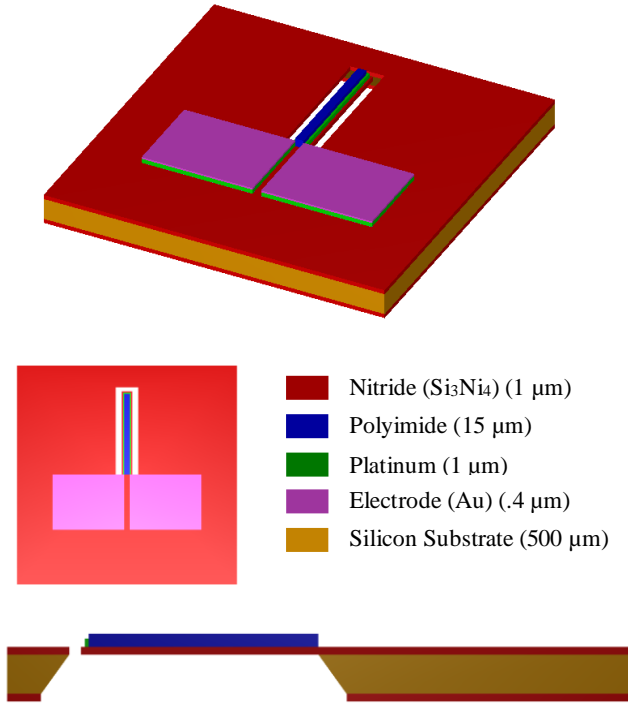 Nitride (Si₃Ni₄) (1 μm)
Polyimide (15 μm)
Platinum (1 μm)
Electrode (Au) (.4 μm)
Silicon Substrate (500 μm)